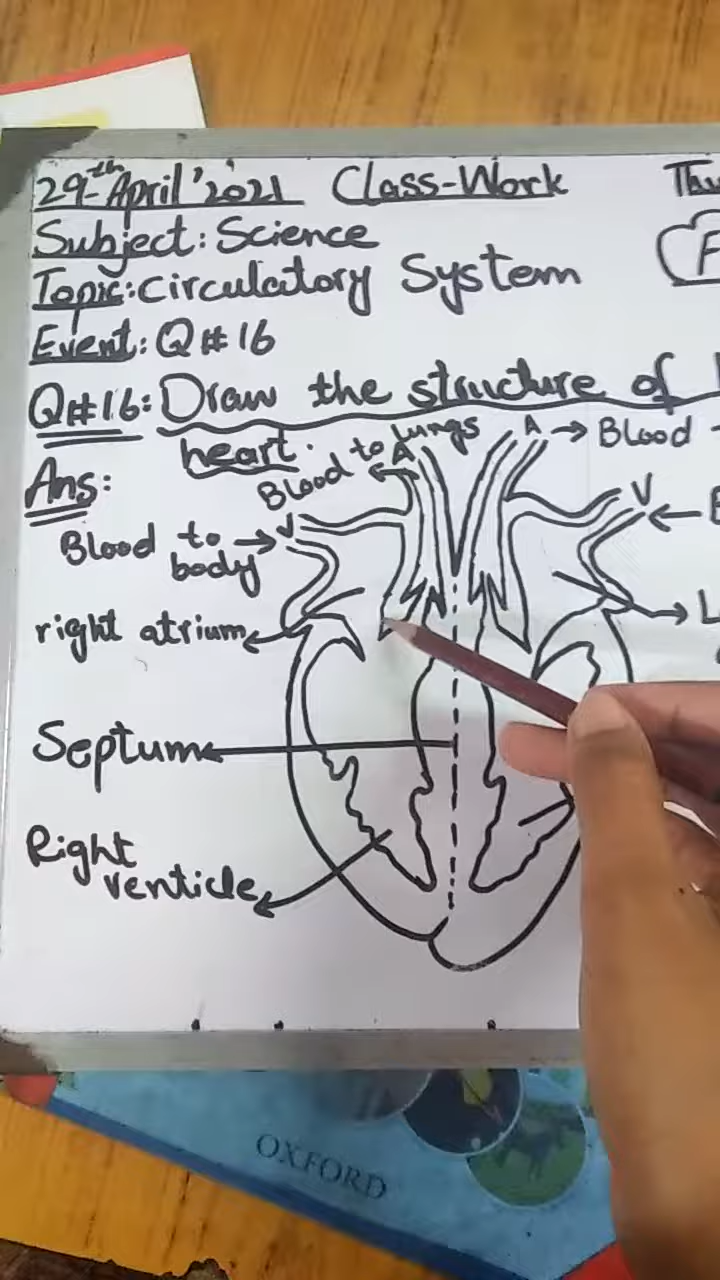 29th April'2021 Class-Work
Subject: Science
Topic: Circulatory System
Event: Q#16
Q#16: Draw the structure of
heart.
Ans:
Blood to Lungs
A
A → Blood
V
V
Blood to
body
right atrium
Septum
Right
venticle
OXFORD